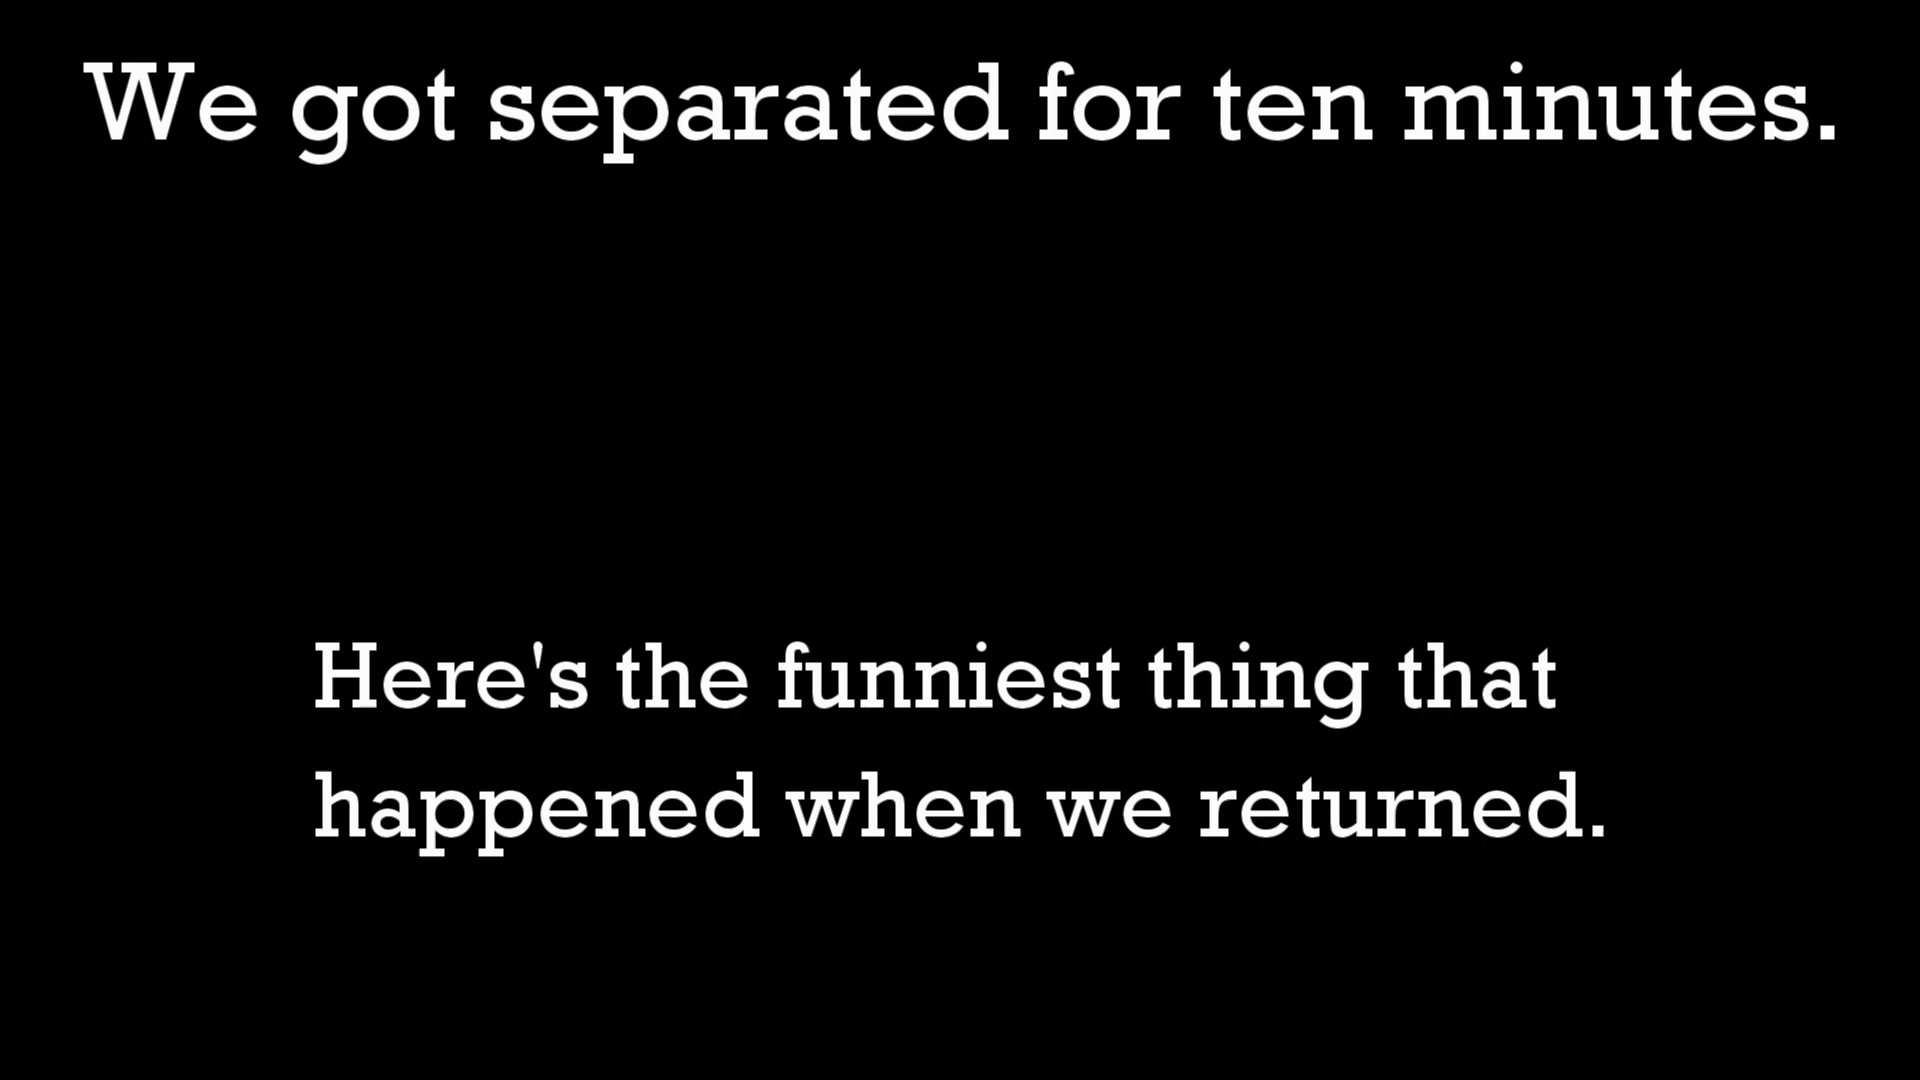 We got separated for ten minutes.
Here's the funniest thing that
happened when we returned.